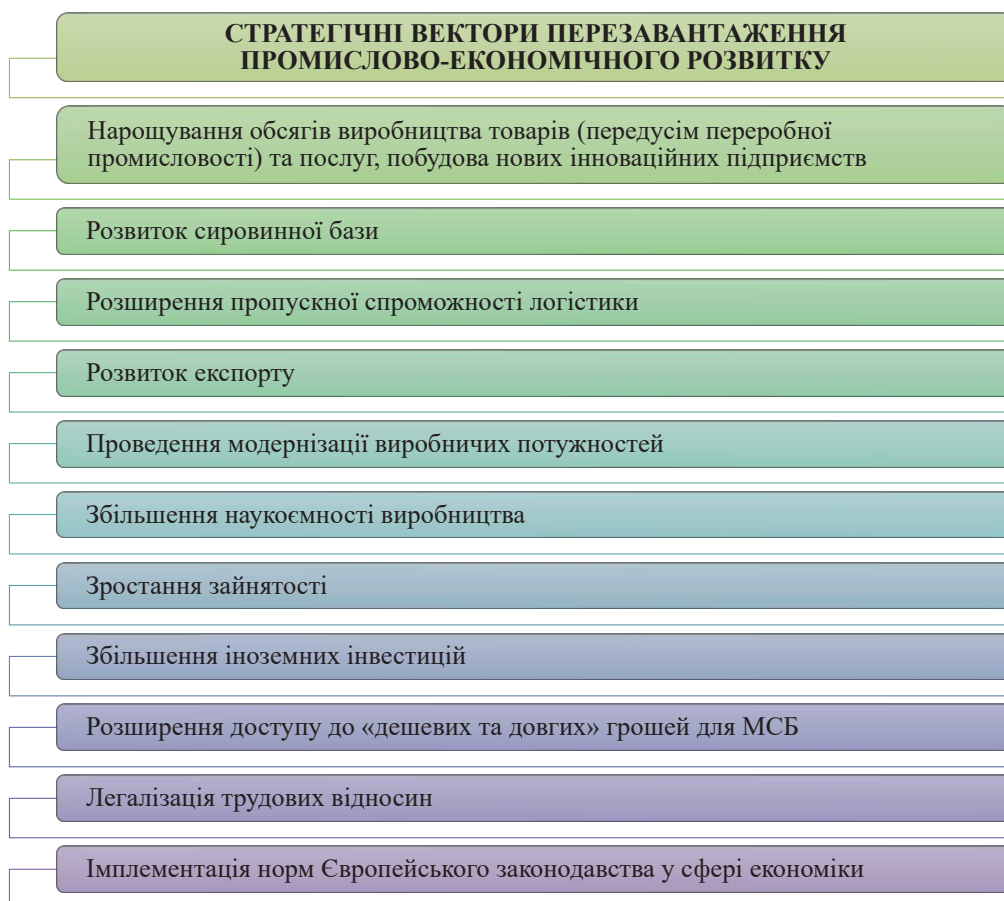 СТРАТЕГІЧНІ ВЕКТОРИ ПЕРЕЗАВАНТАЖЕННЯ
ПРОМИСЛОВО-ЕКОНОМІЧНОГО РОЗВИТКУ
Нарощування обсягів виробництва товарів (передусім переробної
промисловості) та послуг, побудова нових інноваційних підприємств
Розвиток сировинної бази
Розширення пропускної спроможності логістики
Розвиток експорту
Проведення модернізації виробничих потужностей
Збільшення наукоємності виробництва
Зростання зайнятості
Збільшення іноземних інвестицій
Розширення доступу до «дешевих та довгих» грошей для МСБ
Легалізація трудових відносин
Імплементація норм Європейського законодавства у сфері економіки